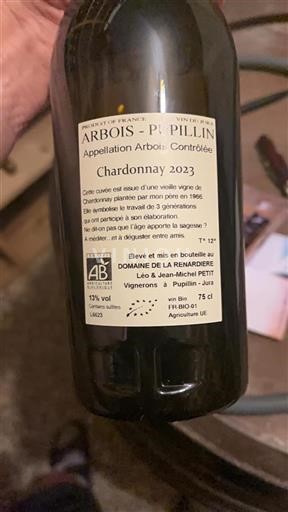 PRODUCT OF FRANCE VIN DU JURA
ARBOIS - PUPILLIN
Appellation Arbois Contrôlée
Chardonnay 2023
Cette cuvée est issue d'une vieille vigne de
Chardonnay plantée par mon père en 1966.
Elle symbolise le travail de 3 générations
qui ont participé à son élaboration.
Ne dit-on pas que l'âge apporte la sagesse ?
A méditer...et à déguster entre amis.
T° 12°
AB
AGRICULTURE
BIOLOGIQUE
Elevé et mis en bouteille au
DOMAINE DE LA RENARDIERE
Léo & Jean-Michel PETIT
Vignerons à Pupillin - Jura
13% vol
Contains sulfites
L6623
vin Bio 75 cl
FR-BIO-01
Agriculture UE